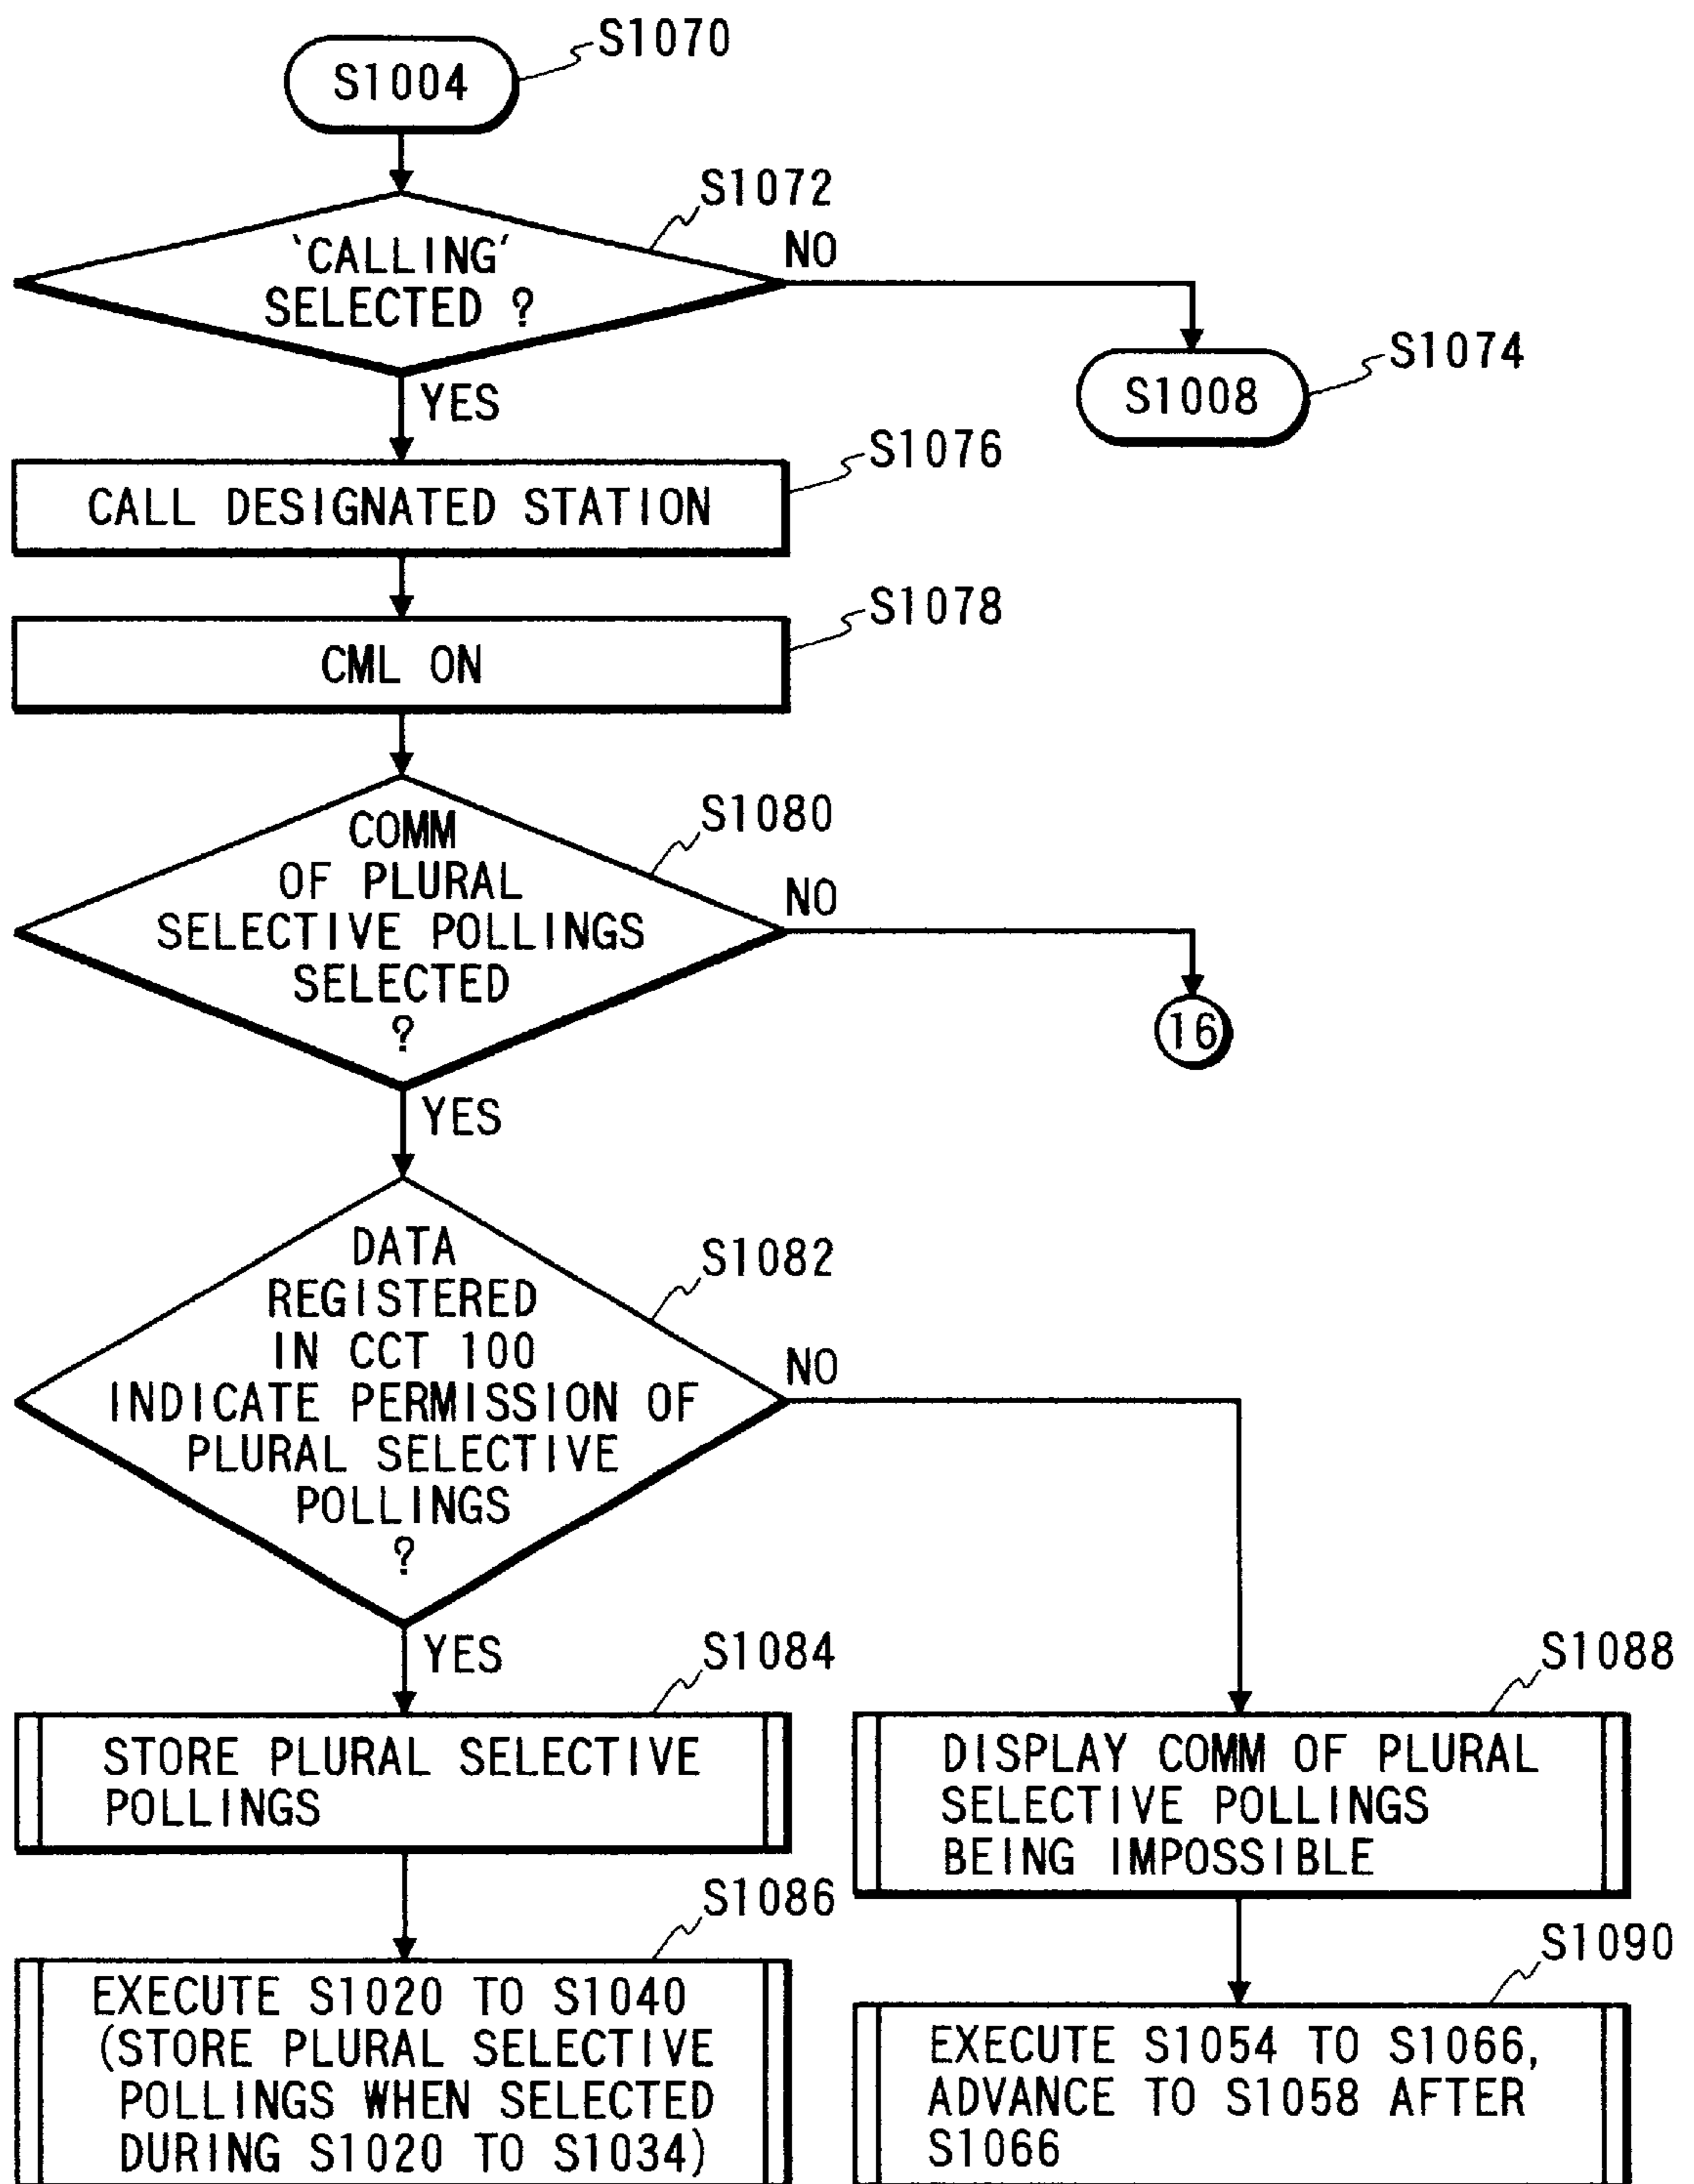 S1070
S1004
S1072
'CALLING'
SELECTED ?
NO
S1074
S1008
YES
S1076
CALL DESIGNATED STATION
S1078
CML ON
S1080
COMM
OF PLURAL
SELECTIVE POLLINGS
SELECTED
?
NO
16
YES
S1082
DATA
REGISTERED
IN CCT 100
INDICATE PERMISSION OF
PLURAL SELECTIVE
POLLINGS
?
NO
YES
S1084
STORE PLURAL SELECTIVE
POLLINGS
S1088
DISPLAY COMM OF PLURAL
SELECTIVE POLLINGS
BEING IMPOSSIBLE
S1086
EXECUTE S1020 TO S1040
(STORE PLURAL SELECTIVE
POLLINGS WHEN SELECTED
DURING S1020 TO S1034)
S1090
EXECUTE S1054 TO S1066,
ADVANCE TO S1058 AFTER
S1066